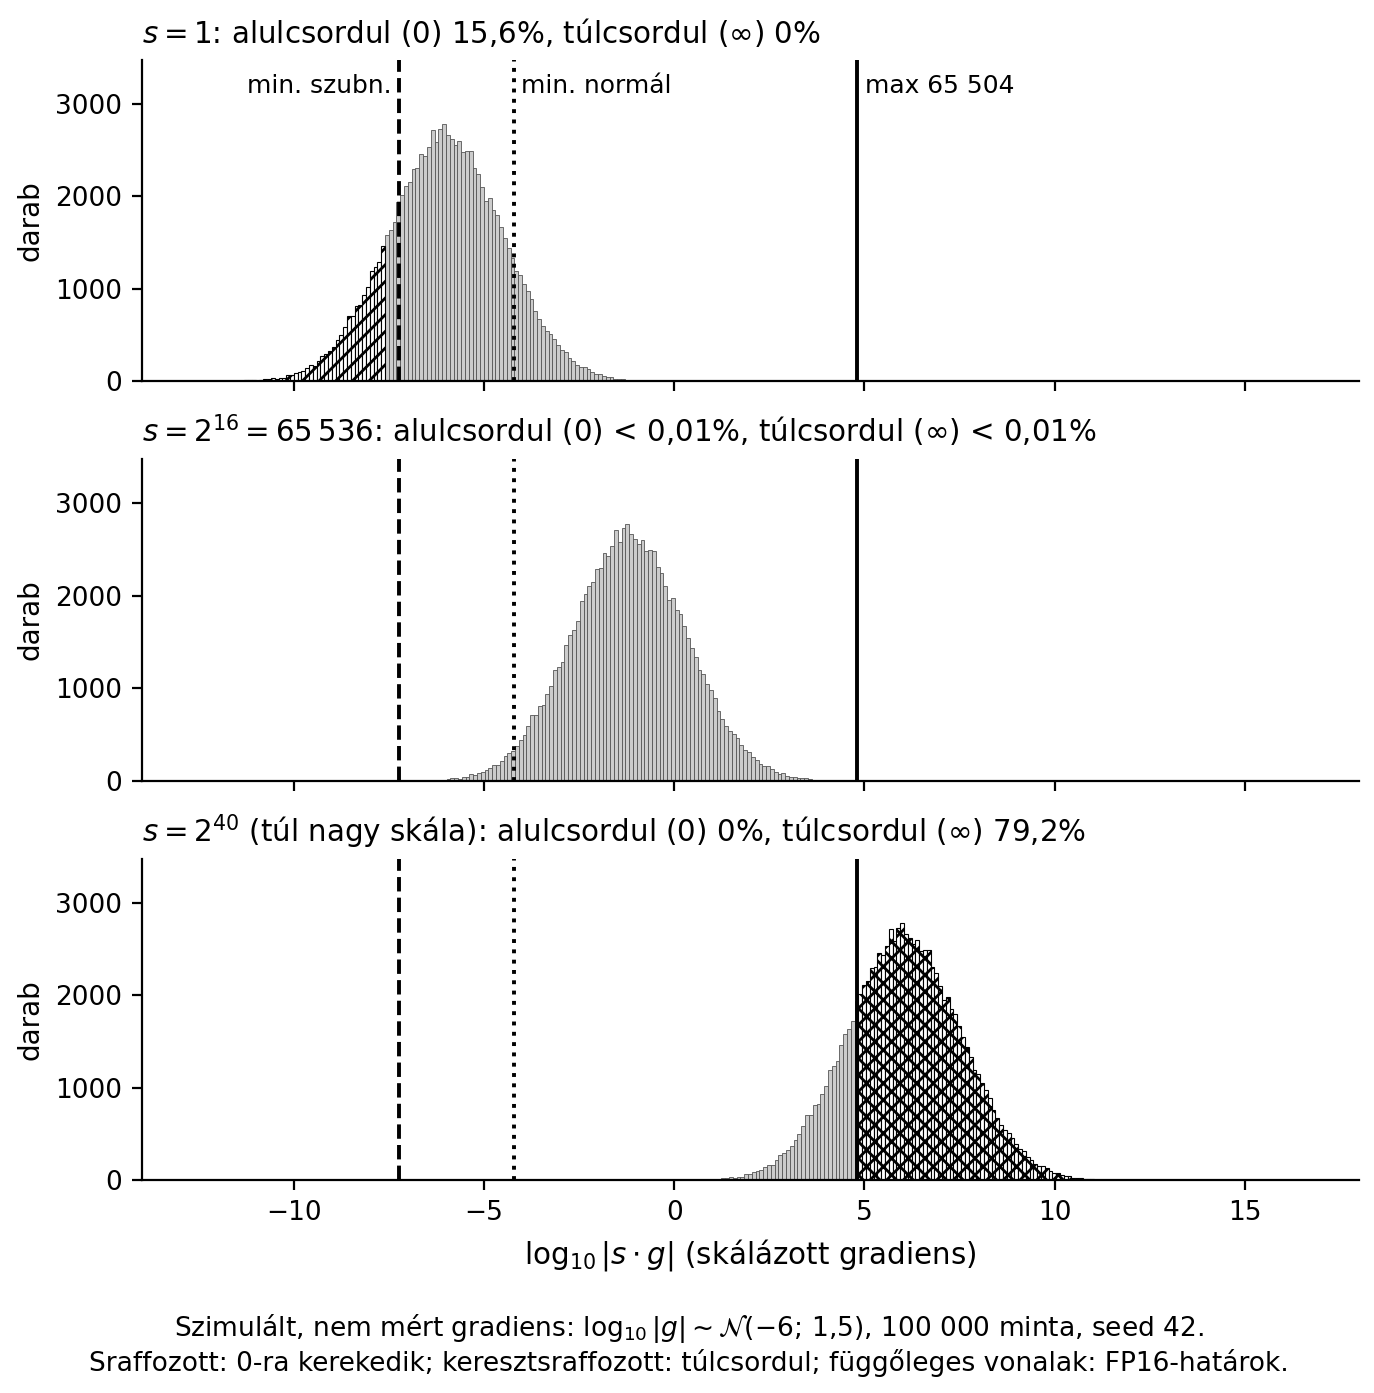 s = 1: alulcsordul (0) 15,6%, túlcsordul (∞) 0%
min. szubn.
min. normál
max 65 504
3000
2000
1000
0
darab
s = 2^16 = 65 536: alulcsordul (0) < 0,01%, túlcsordul (∞) < 0,01%
3000
2000
1000
0
darab
s = 2^40 (túl nagy skála): alulcsordul (0) 0%, túlcsordul (∞) 79,2%
3000
2000
1000
0
darab
−10 −5 0 5 10 15
log₁₀ |s · g| (skálázott gradiens)
Szimulált, nem mért gradiens: log₁₀ |g| ~ 𝒩(−6; 1,5), 100 000 minta, seed 42.
Sraffozott: 0-ra kerekedik; keresztsraffozott: túlcsordul; függőleges vonalak: FP16-határok.